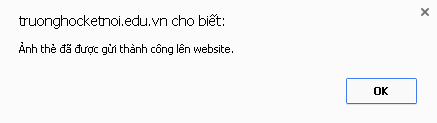 truonghocketnoi.edu.vn cho biết:
Ảnh thẻ đã được gửi thành công lên website.
OK